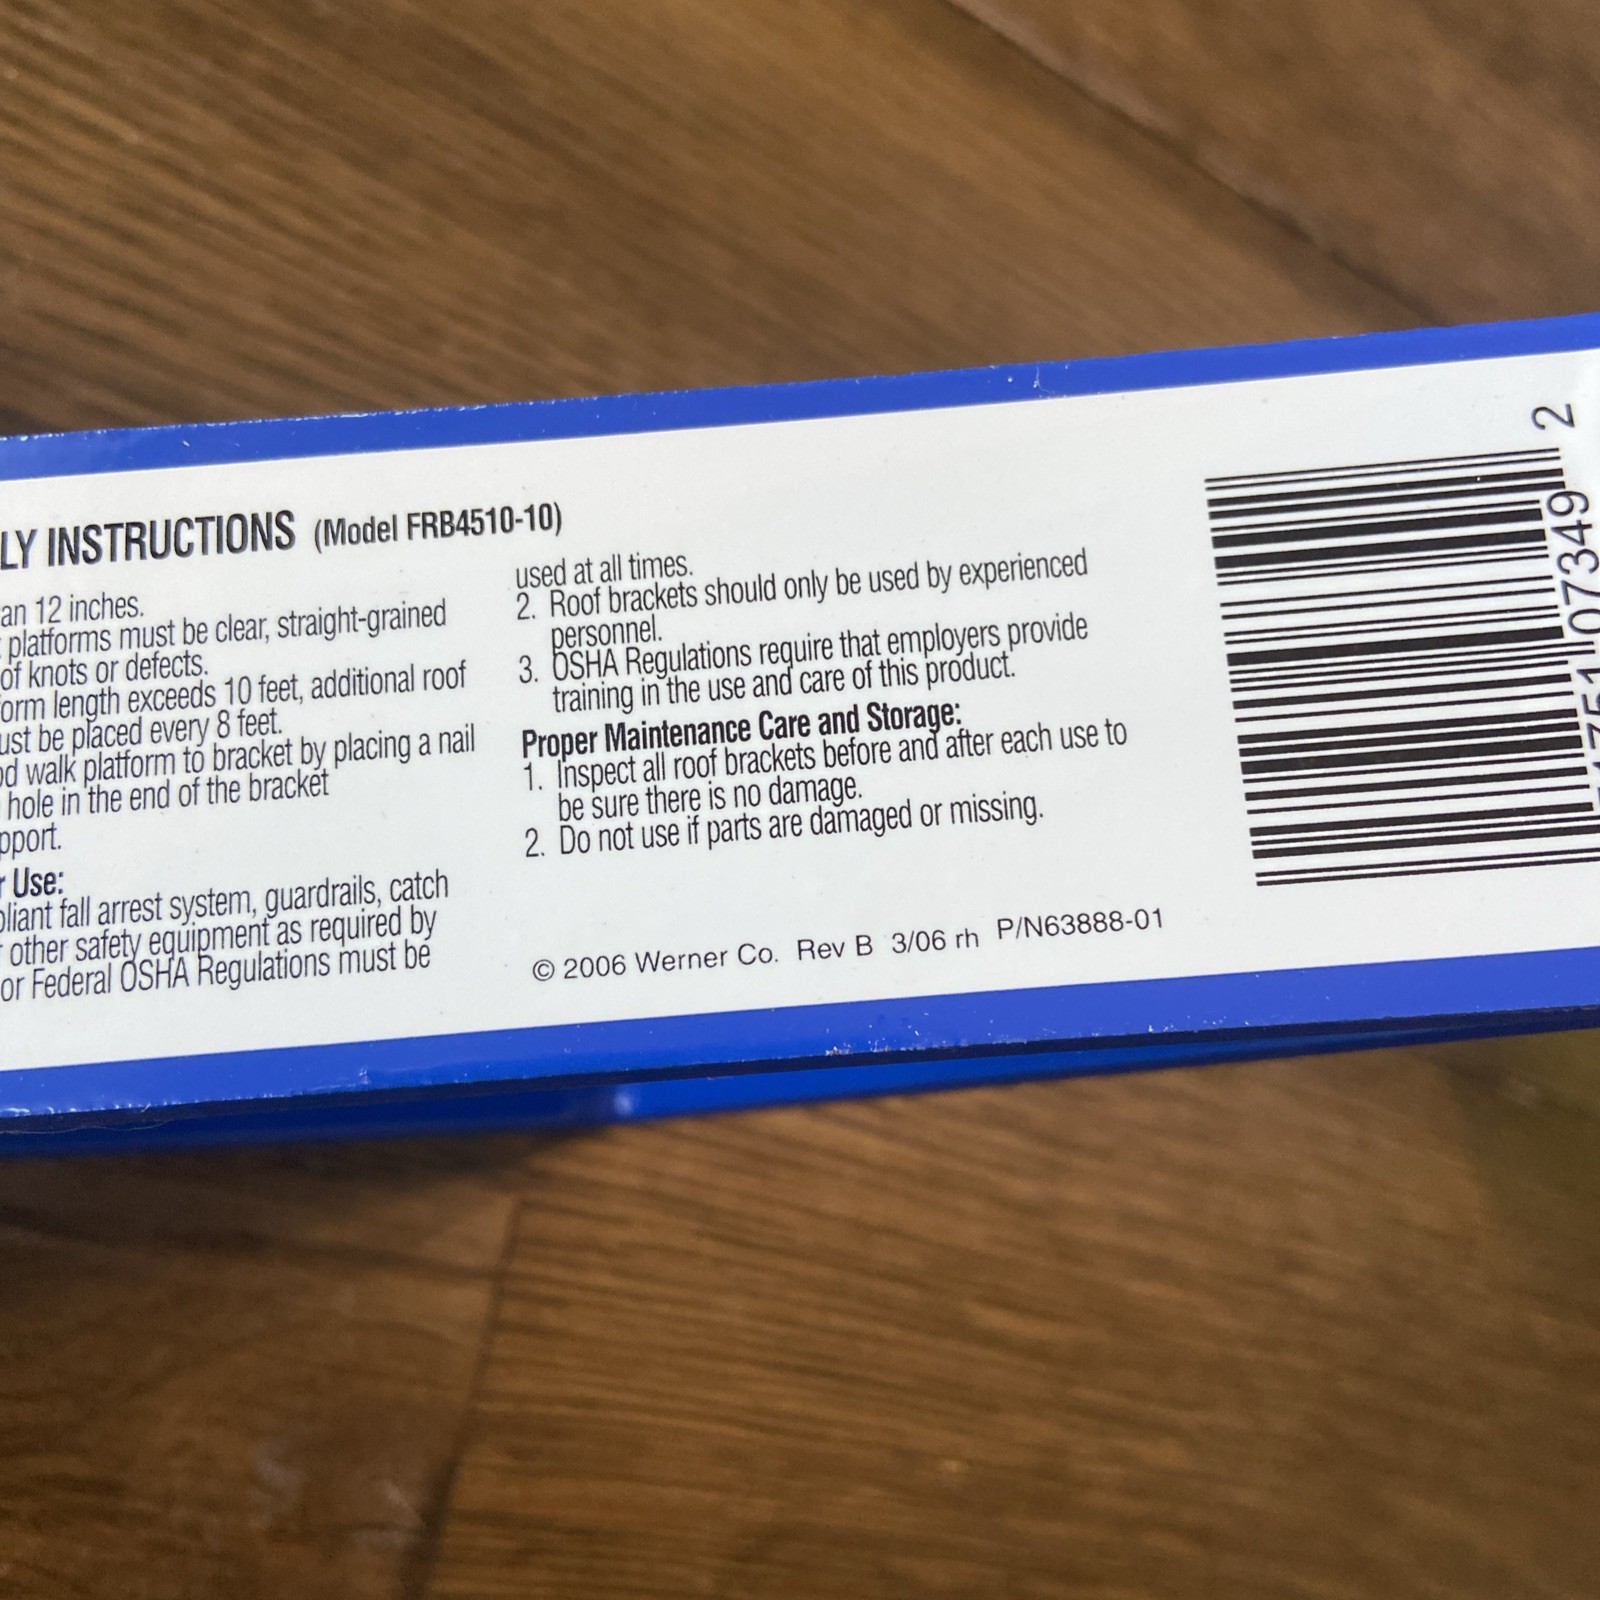 LY INSTRUCTIONS (Model FRB4510-10)
an 12 inches.
platforms must be clear, straight-grained
of knots or defects.
orm length exceeds 10 feet, additional roof
ust be placed every 8 feet.
od walk platform to bracket by placing a nail
hole in the end of the bracket
pport.
r Use:
pliant fall arrest system, guardrails, catch
r other safety equipment as required by
or Federal OSHA Regulations must be
used at all times.
2. Roof brackets should only be used by experienced
personnel.
3. OSHA Regulations require that employers provide
training in the use and care of this product.
Proper Maintenance Care and Storage:
1. Inspect all roof brackets before and after each use to
be sure there is no damage.
2. Do not use if parts are damaged or missing.
© 2006 Werner Co. Rev B 3/06 rh P/N63888-01
51751 07349 2